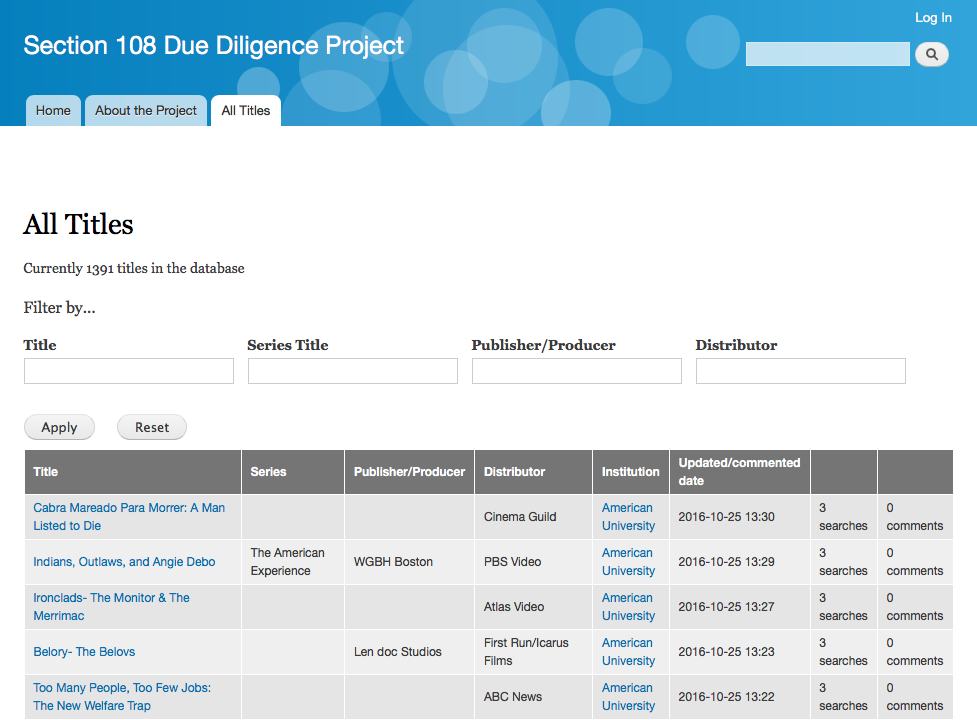 Log In
Section 108 Due Diligence Project
Home About the Project All Titles
All Titles
Currently 1391 titles in the database
Filter by...
Title Series Title Publisher/Producer Distributor
Apply Reset
Title Series Publisher/Producer Distributor Institution Updated/commented date
Cabra Mareado Para Morrer: A Man Listed to Die Cinema Guild American University 2016-10-25 13:30 3 searches 0 comments
Indians, Outlaws, and Angie Debo The American Experience WGBH Boston PBS Video American University 2016-10-25 13:29 3 searches 0 comments
Ironclads- The Monitor & The Merrimac Atlas Video American University 2016-10-25 13:27 3 searches 0 comments
Belory- The Belovs Len doc Studios First Run/Icarus Films American University 2016-10-25 13:23 3 searches 0 comments
Too Many People, Too Few Jobs: The New Welfare Trap ABC News American University 2016-10-25 13:22 3 searches 0 comments